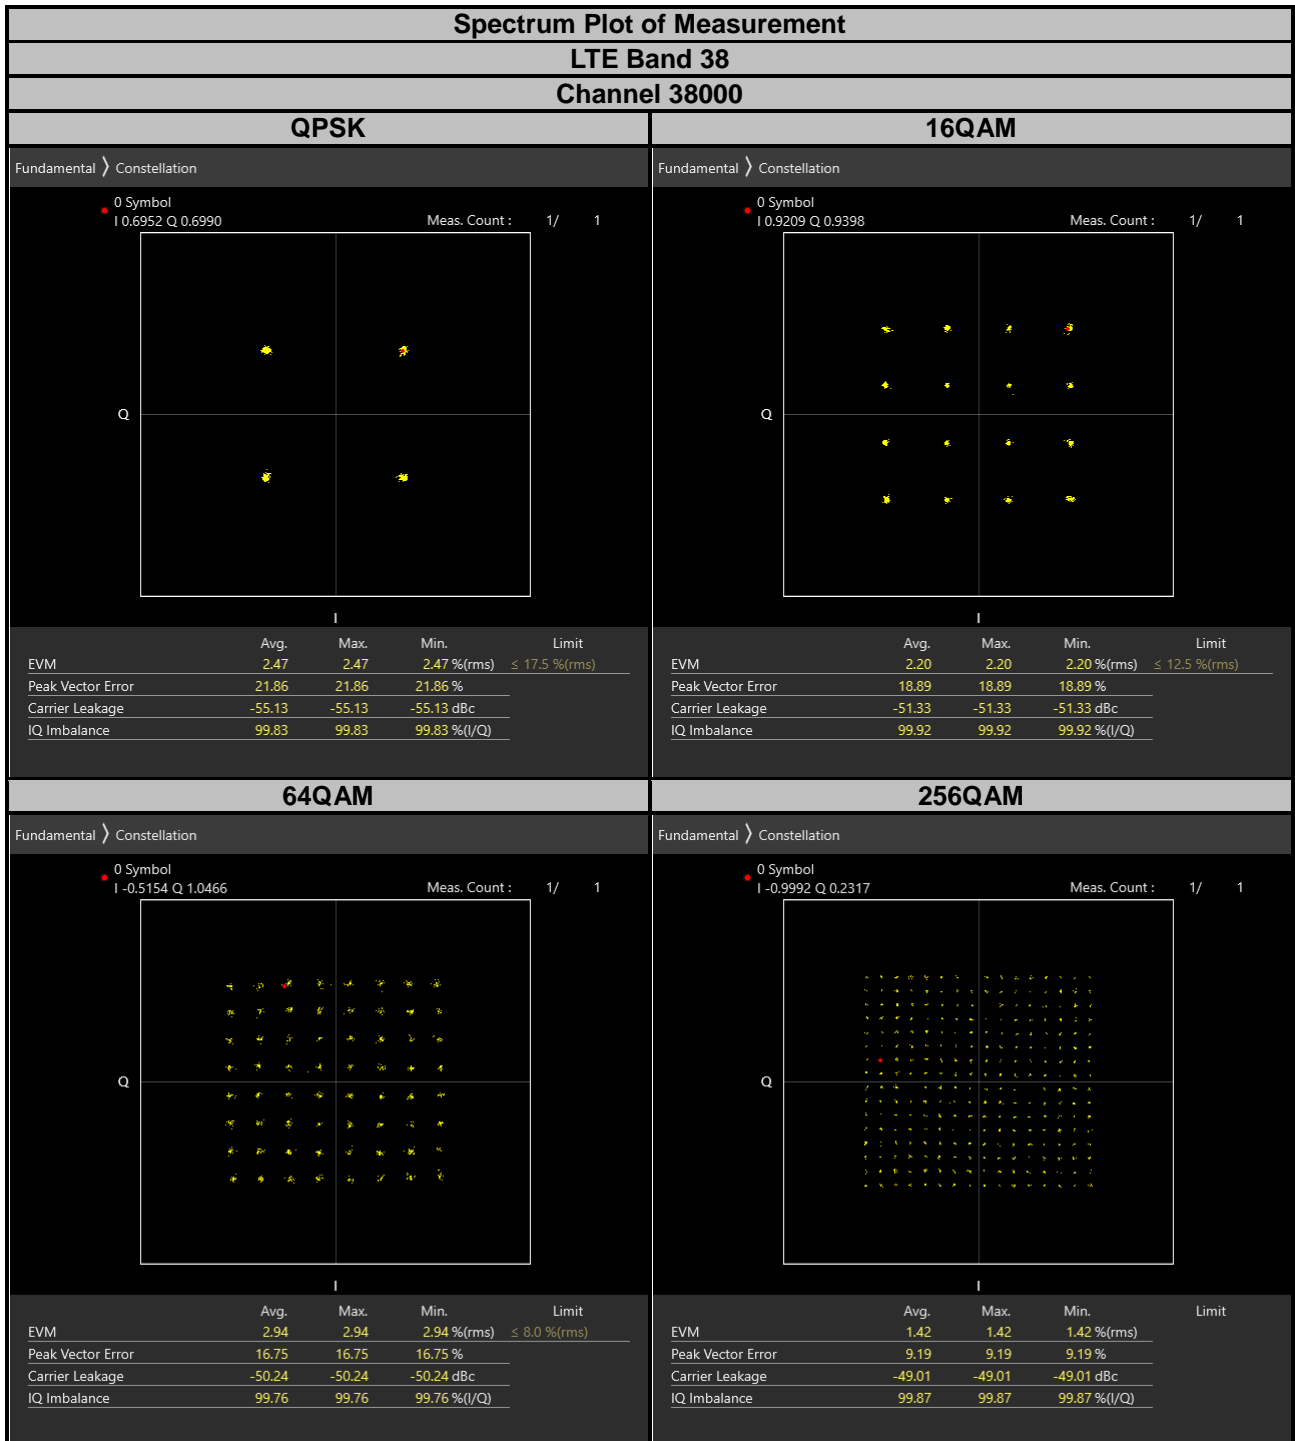 Spectrum Plot of Measurement
LTE Band 38
Channel 38000
QPSK
Fundamental 〉 Constellation
0 Symbol
I 0.6952 Q 0.6990 Meas. Count : 1/ 1
Q
I
Avg. Max. Min. Limit
EVM 2.47 2.47 2.47 %(rms) ≤ 17.5 %(rms)
Peak Vector Error 21.86 21.86 21.86 %
Carrier Leakage -55.13 -55.13 -55.13 dBc
IQ Imbalance 99.83 99.83 99.83 %(I/Q)
16QAM
Fundamental 〉 Constellation
0 Symbol
I 0.9209 Q 0.9398 Meas. Count : 1/ 1
Q
I
Avg. Max. Min. Limit
EVM 2.20 2.20 2.20 %(rms) ≤ 12.5 %(rms)
Peak Vector Error 18.89 18.89 18.89 %
Carrier Leakage -51.33 -51.33 -51.33 dBc
IQ Imbalance 99.92 99.92 99.92 %(I/Q)
64QAM
Fundamental 〉 Constellation
0 Symbol
I -0.5154 Q 1.0466 Meas. Count : 1/ 1
Q
I
Avg. Max. Min. Limit
EVM 2.94 2.94 2.94 %(rms) ≤ 8.0 %(rms)
Peak Vector Error 16.75 16.75 16.75 %
Carrier Leakage -50.24 -50.24 -50.24 dBc
IQ Imbalance 99.76 99.76 99.76 %(I/Q)
256QAM
Fundamental 〉 Constellation
0 Symbol
I -0.9992 Q 0.2317 Meas. Count : 1/ 1
Q
I
Avg. Max. Min. Limit
EVM 1.42 1.42 1.42 %(rms)
Peak Vector Error 9.19 9.19 9.19 %
Carrier Leakage -49.01 -49.01 -49.01 dBc
IQ Imbalance 99.87 99.87 99.87 %(I/Q)